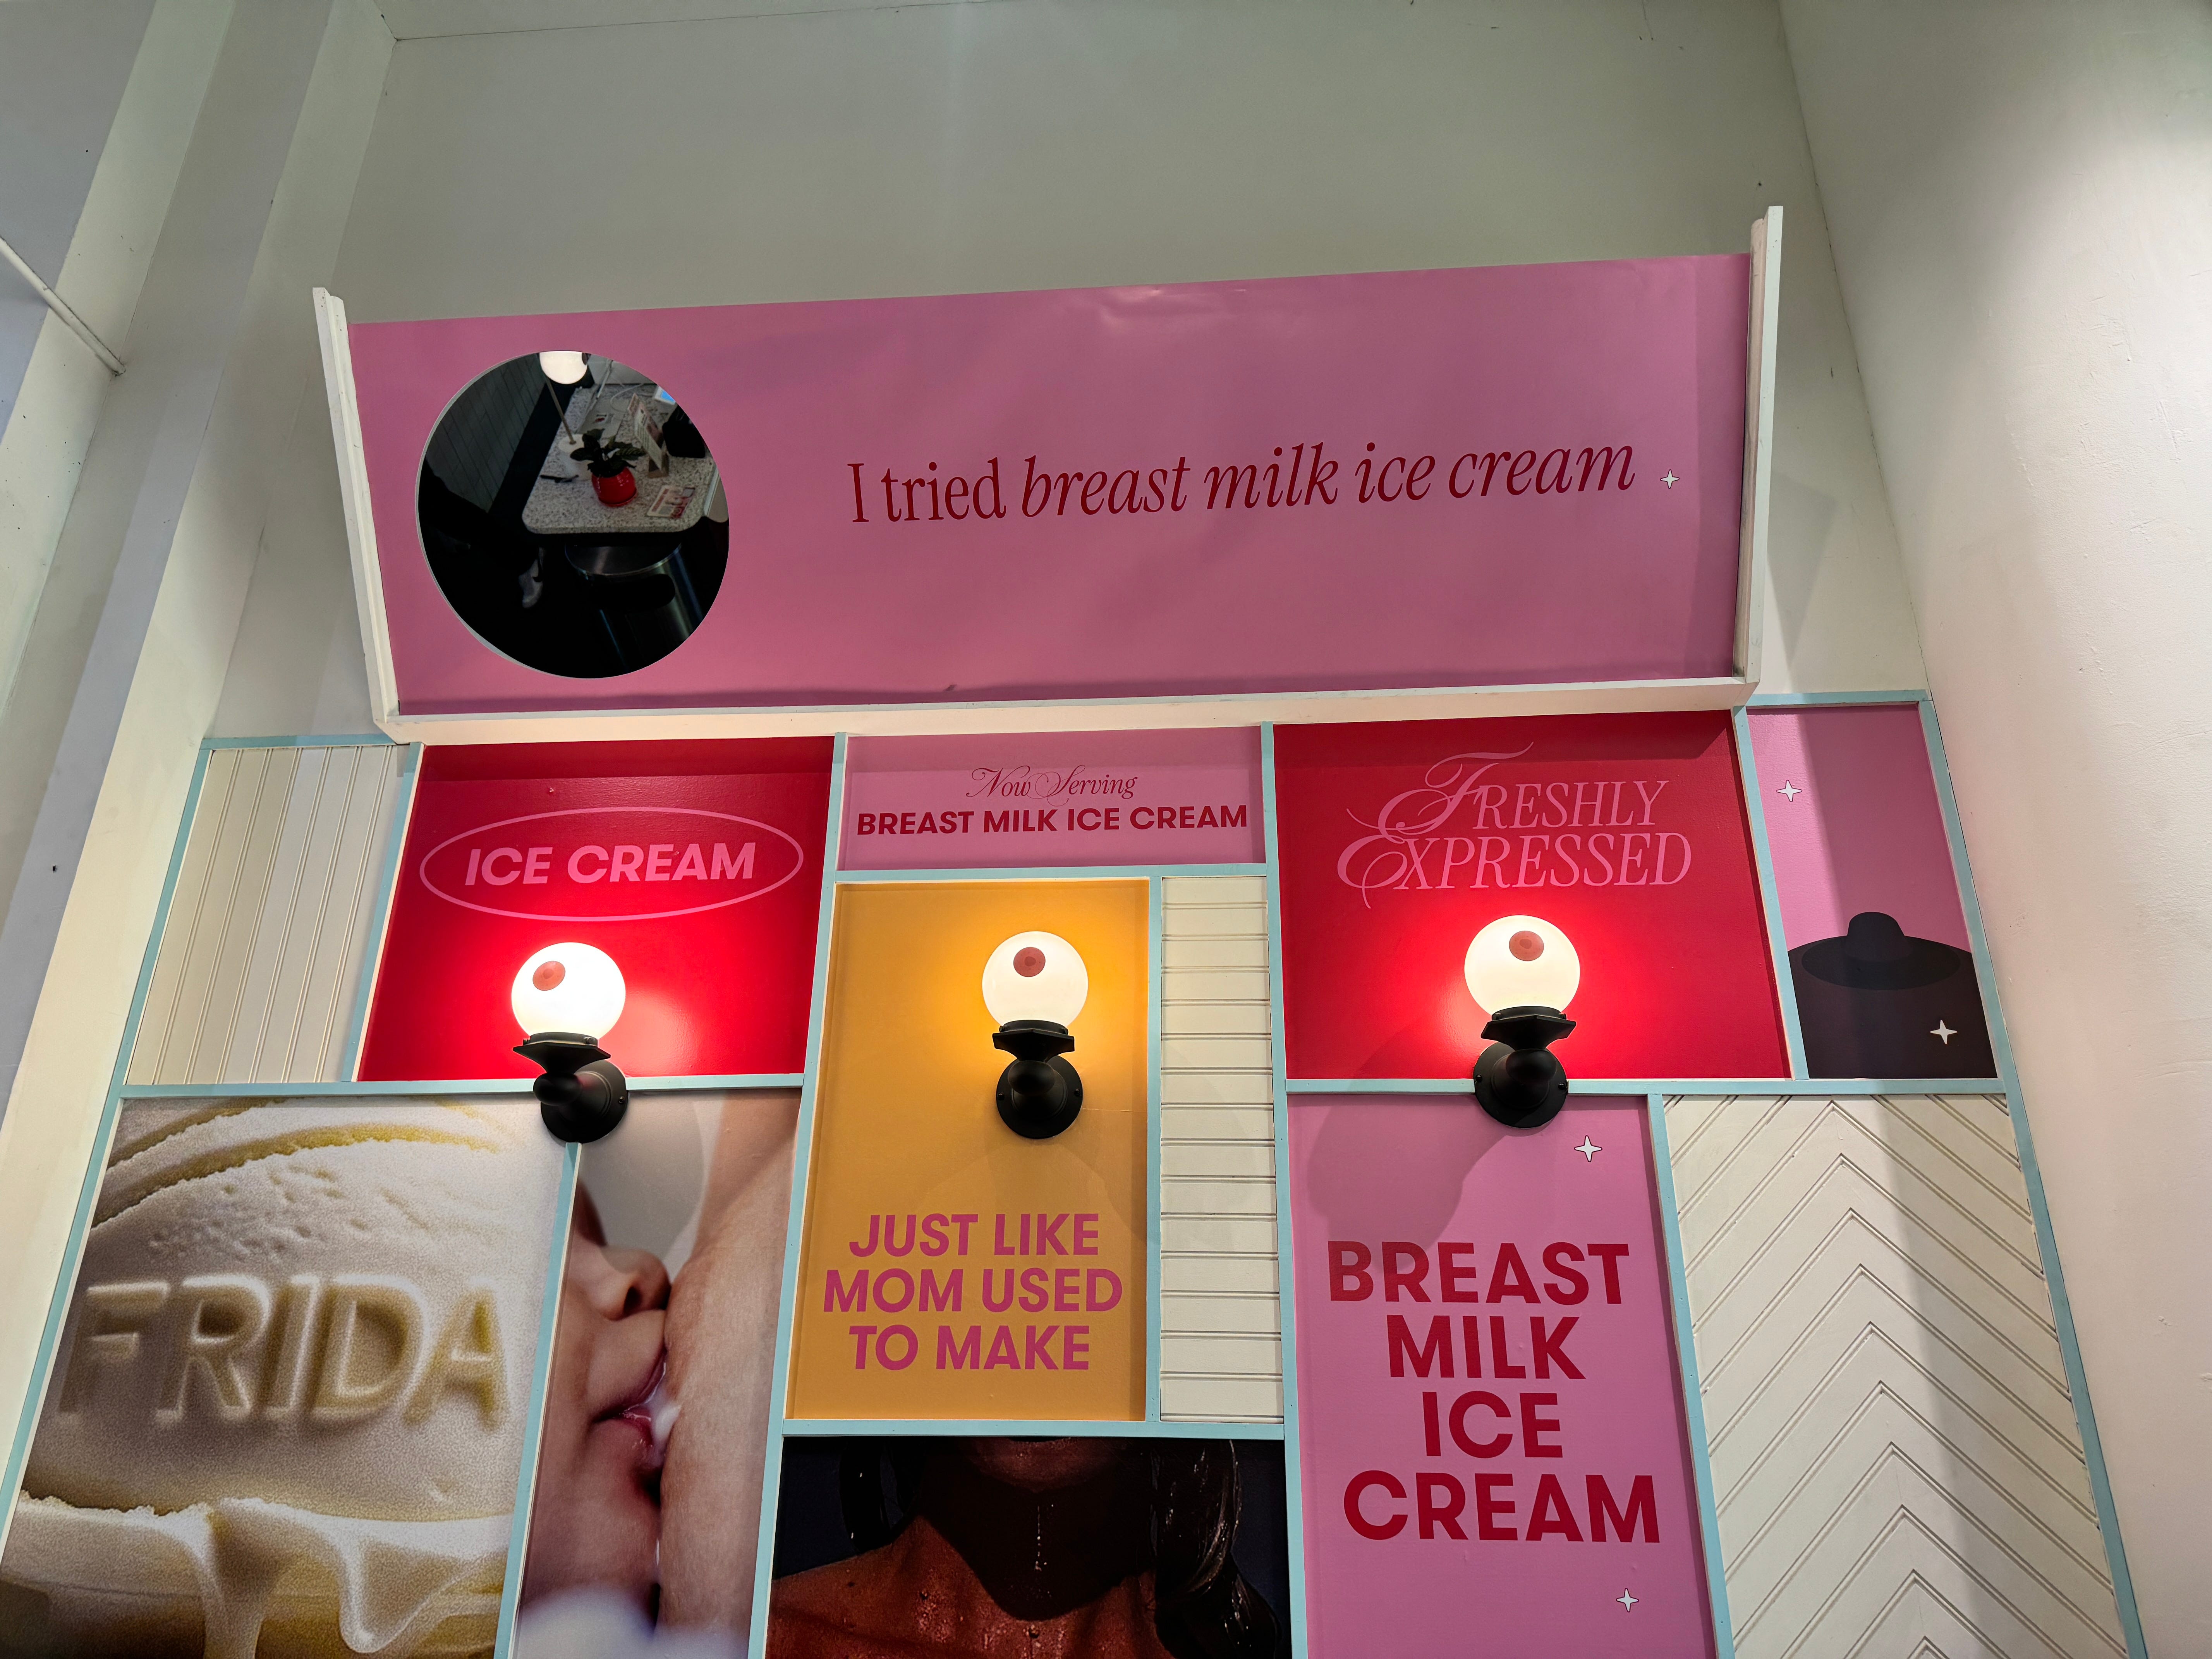 I tried breast milk ice cream
ICE CREAM
Now Serving
BREAST MILK ICE CREAM
FRESHLY
EXPRESSED
FRIDA
JUST LIKE
MOM USED
TO MAKE
BREAST
MILK
ICE
CREAM